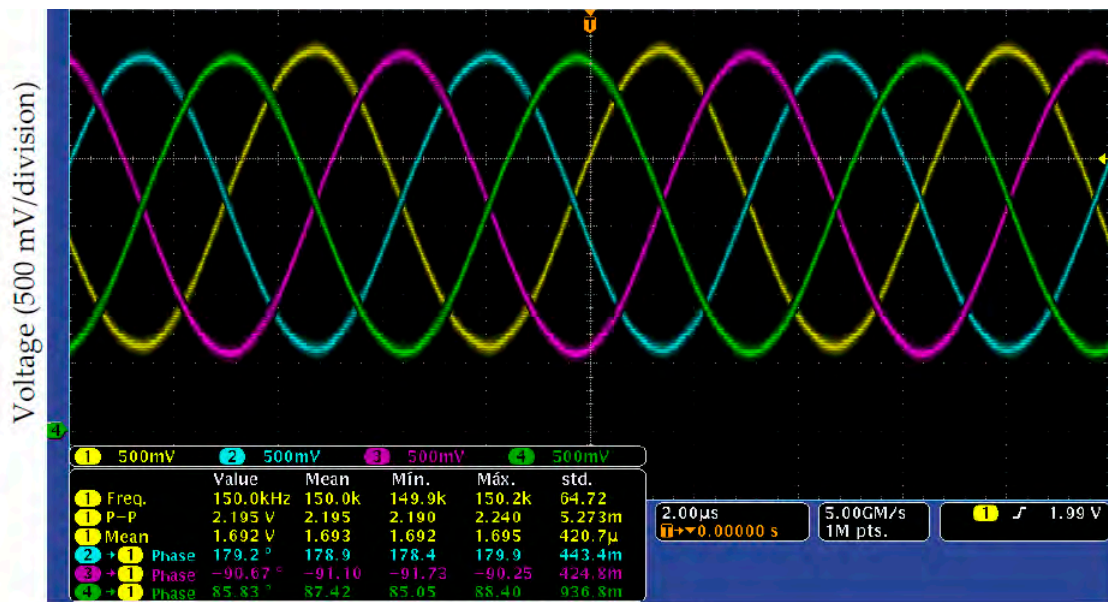 T
Voltage (500 mV/division)
4
1 500mV 2 500mV 3 500mV 4 500mV
Value Mean Mín. Máx. std.
1 Freq. 150.0kHz 150.0k 149.9k 150.2k 64.72
1 P-P 2.195 V 2.195 2.190 2.240 5.273m
1 Mean 1.692 V 1.693 1.692 1.695 420.7µ
2 → 1 Phase 179.2 ° 178.9 178.4 179.9 443.4m
3 → 1 Phase -90.67 ° -91.10 -91.73 -90.25 424.8m
4 → 1 Phase 85.83 ° 87.42 85.05 88.40 936.8m
2.00µs
T→▼0.00000 s
5.00GM/s
1M pts.
1 ʃ 1.99 V